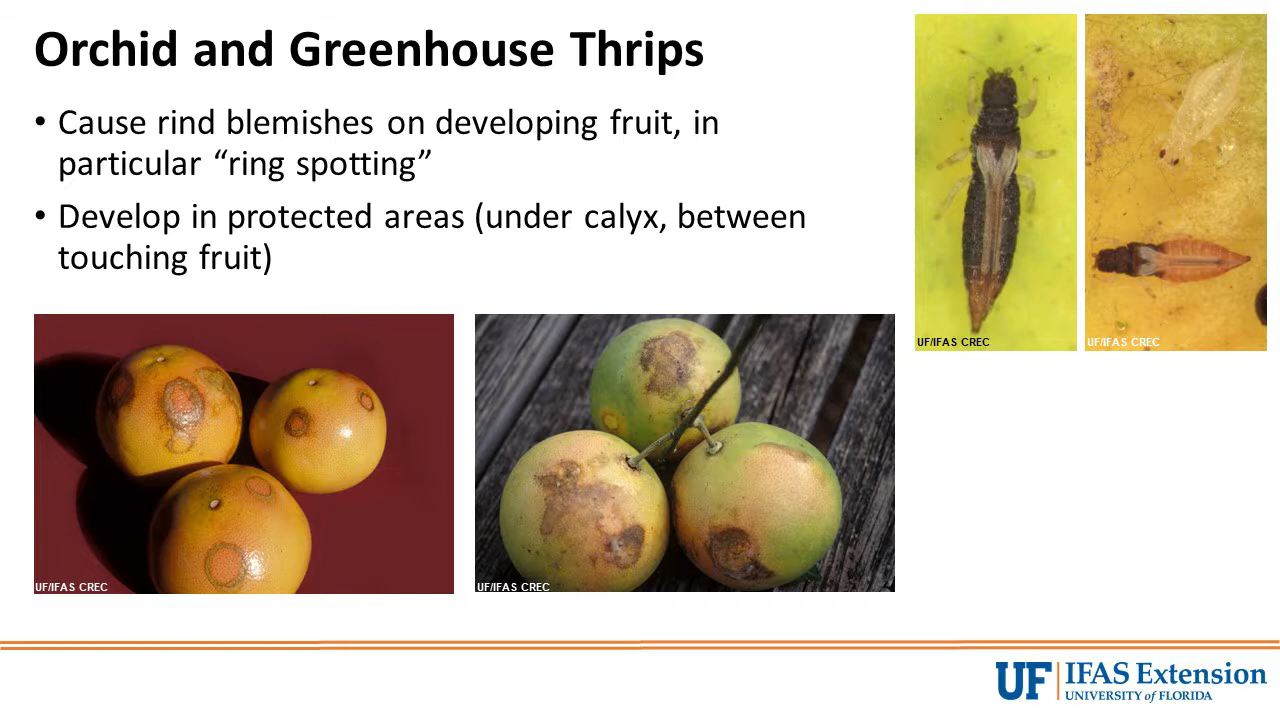 Orchid and Greenhouse Thrips
• Cause rind blemishes on developing fruit, in
particular “ring spotting”
• Develop in protected areas (under calyx, between
touching fruit)
UF/IFAS CREC
UF/IFAS CREC
UF/IFAS CREC
UF/IFAS CREC
UF IFAS Extension
UNIVERSITY of FLORIDA